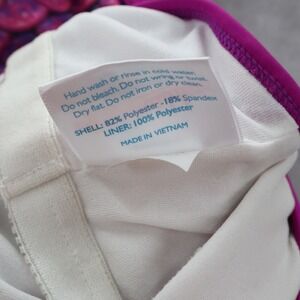 Hand wash or rinse in cold water.
Do not bleach. Do not wring or twist.
Dry flat. Do not iron or dry clean.
SHELL: 82% Polyester - 18% Spandex
LINER: 100% Polyester
MADE IN VIETNAM